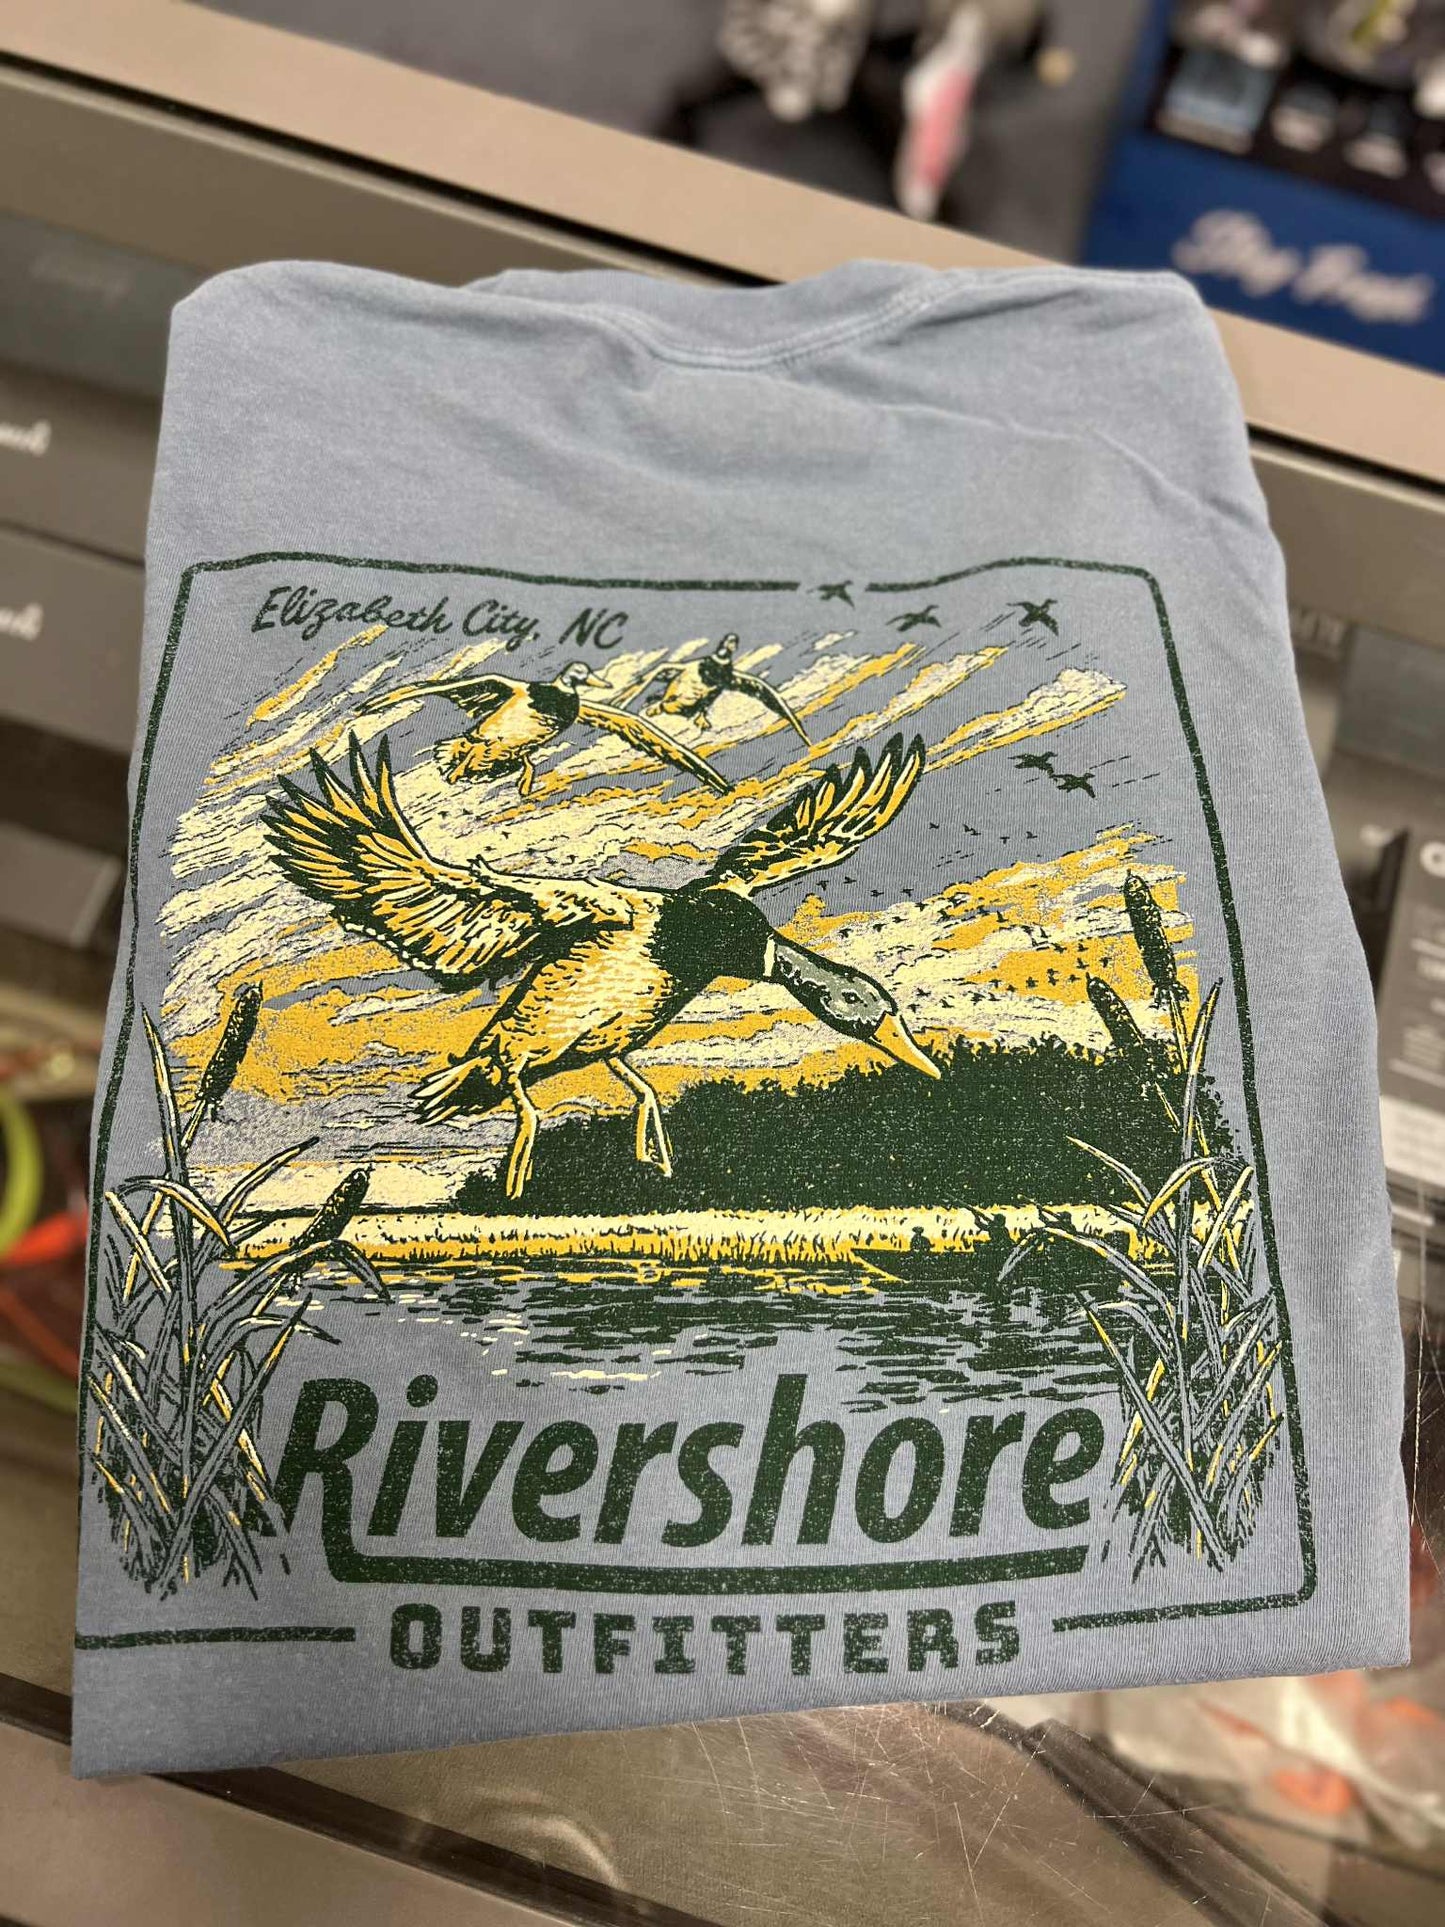 Elizabeth City, NC
Rivershore
OUTFITTERS